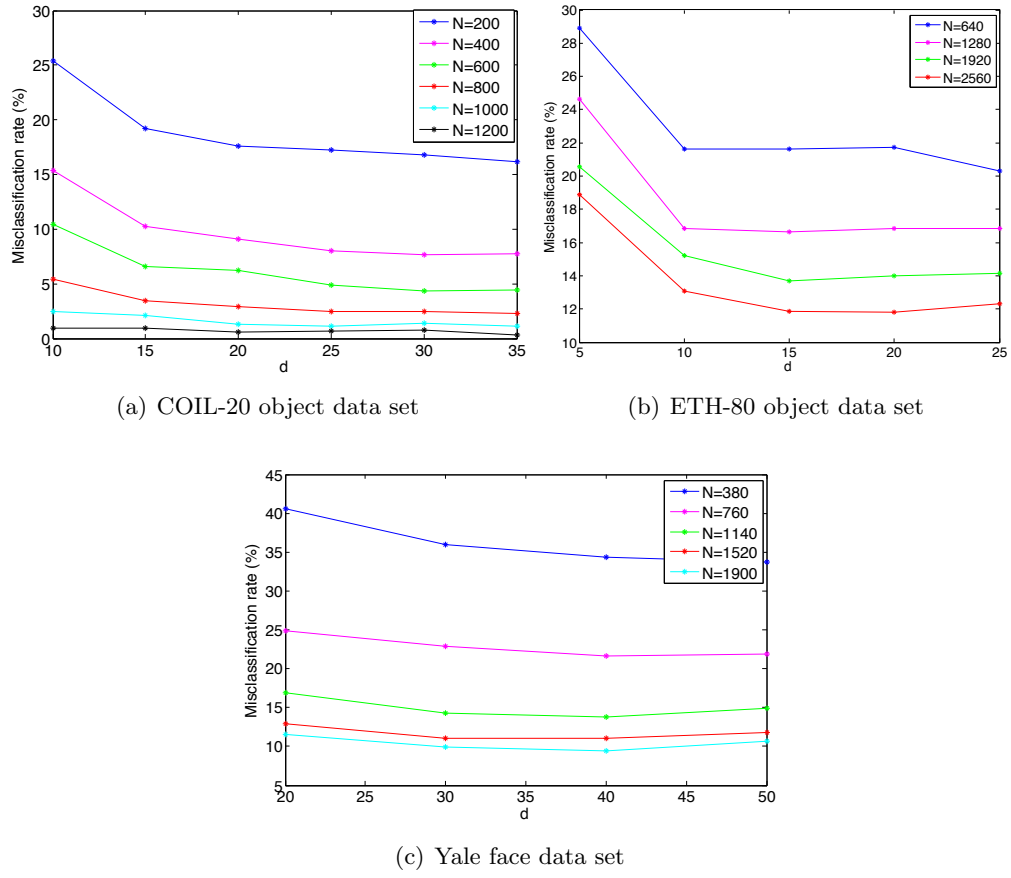 30
25
20
15
10
5
0
Misclassification rate (%)
10 15 20 25 30 35
d
N=200
N=400
N=600
N=800
N=1000
N=1200
(a) COIL-20 object data set
30
28
26
24
22
20
18
16
14
12
10
Misclassification rate (%)
5 10 15 20 25
d
N=640
N=1280
N=1920
N=2560
(b) ETH-80 object data set
45
40
35
30
25
20
15
10
5
Misclassification rate (%)
20 25 30 35 40 45 50
d
N=380
N=760
N=1140
N=1520
N=1900
(c) Yale face data set